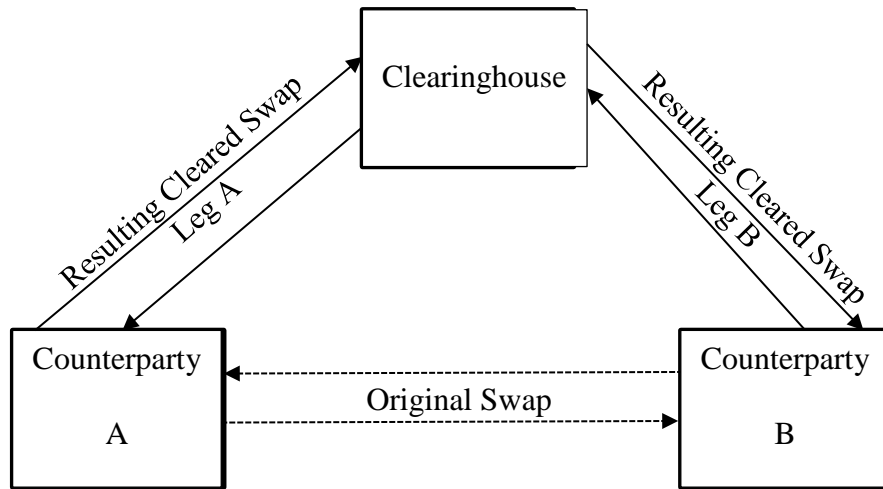 Clearinghouse
Resulting Cleared Swap
Leg A
Resulting Cleared Swap
Leg B
Counterparty
A
Original Swap
Counterparty
B